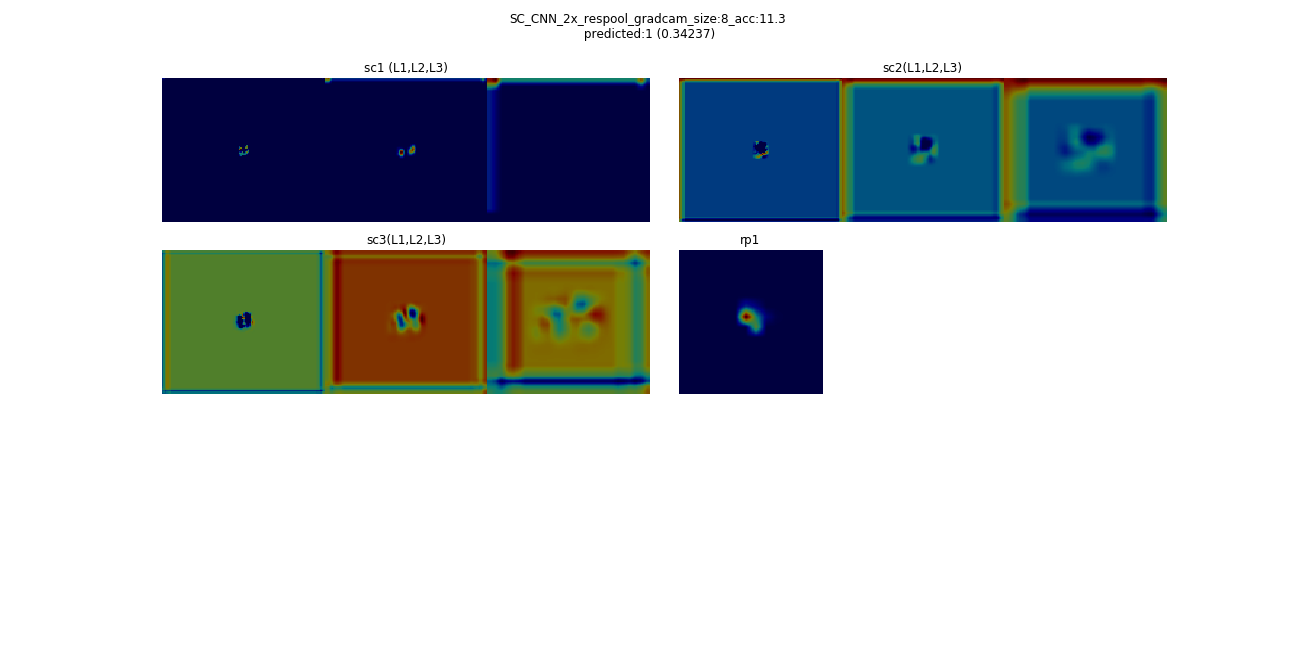 SC_CNN_2x_respool_gradcam_size:8_acc:11.3
predicted:1 (0.34237)
sc1 (L1,L2,L3)
sc2(L1,L2,L3)
sc3(L1,L2,L3)
rp1